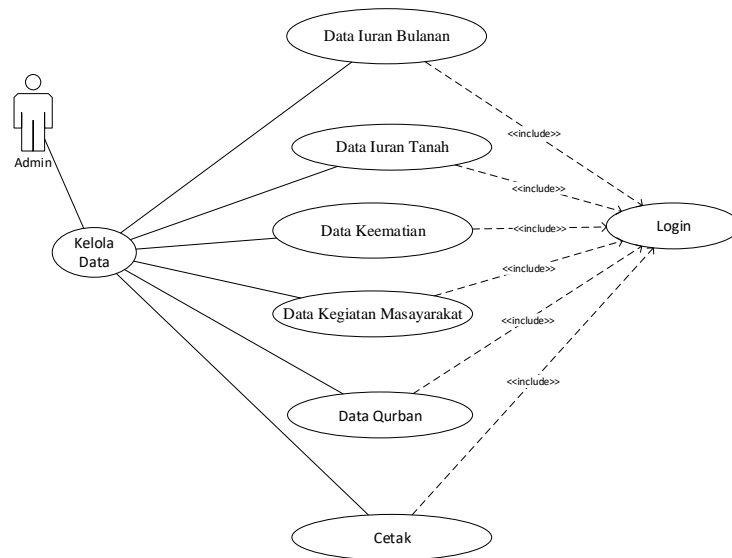 Data Iuran Bulanan
<<include>>
Admin
Data Iuran Tanah
<<include>>
Kelola
Data
Data Keematian
<<include>>
Login
Data Kegiatan Masayarakat
<<include>>
<<include>>
<<include>>
Data Qurban
Cetak